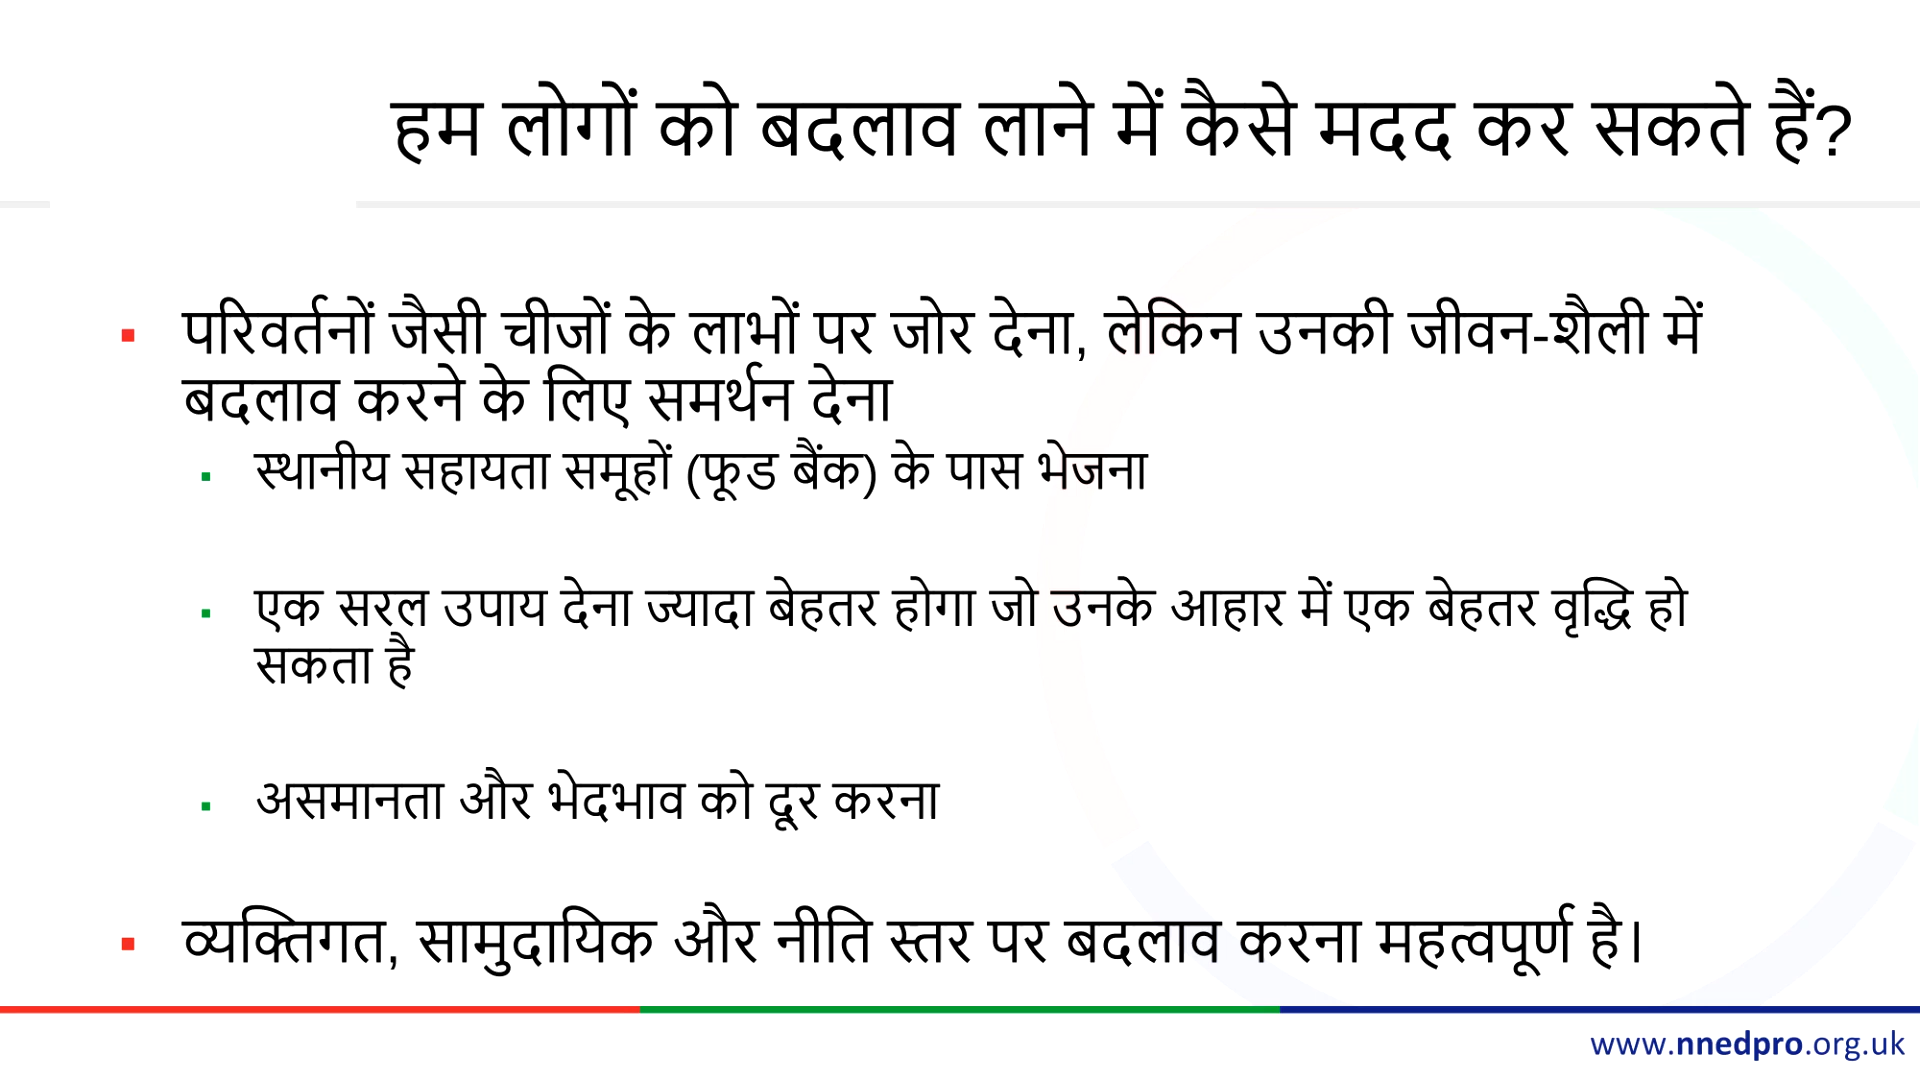 हम लोगों को बदलाव लाने में कैसे मदद कर सकते हैं?
▪ परिवर्तनों जैसी चीजों के लाभों पर जोर देना, लेकिन उनकी जीवन-शैली में
बदलाव करने के लिए समर्थन देना
▪ स्थानीय सहायता समूहों (फूड बैंक) के पास भेजना
▪ एक सरल उपाय देना ज्यादा बेहतर होगा जो उनके आहार में एक बेहतर वृद्धि हो
सकता है
▪ असमानता और भेदभाव को दूर करना
▪ व्यक्तिगत, सामुदायिक और नीति स्तर पर बदलाव करना महत्वपूर्ण है।
www.nnedpro.org.uk